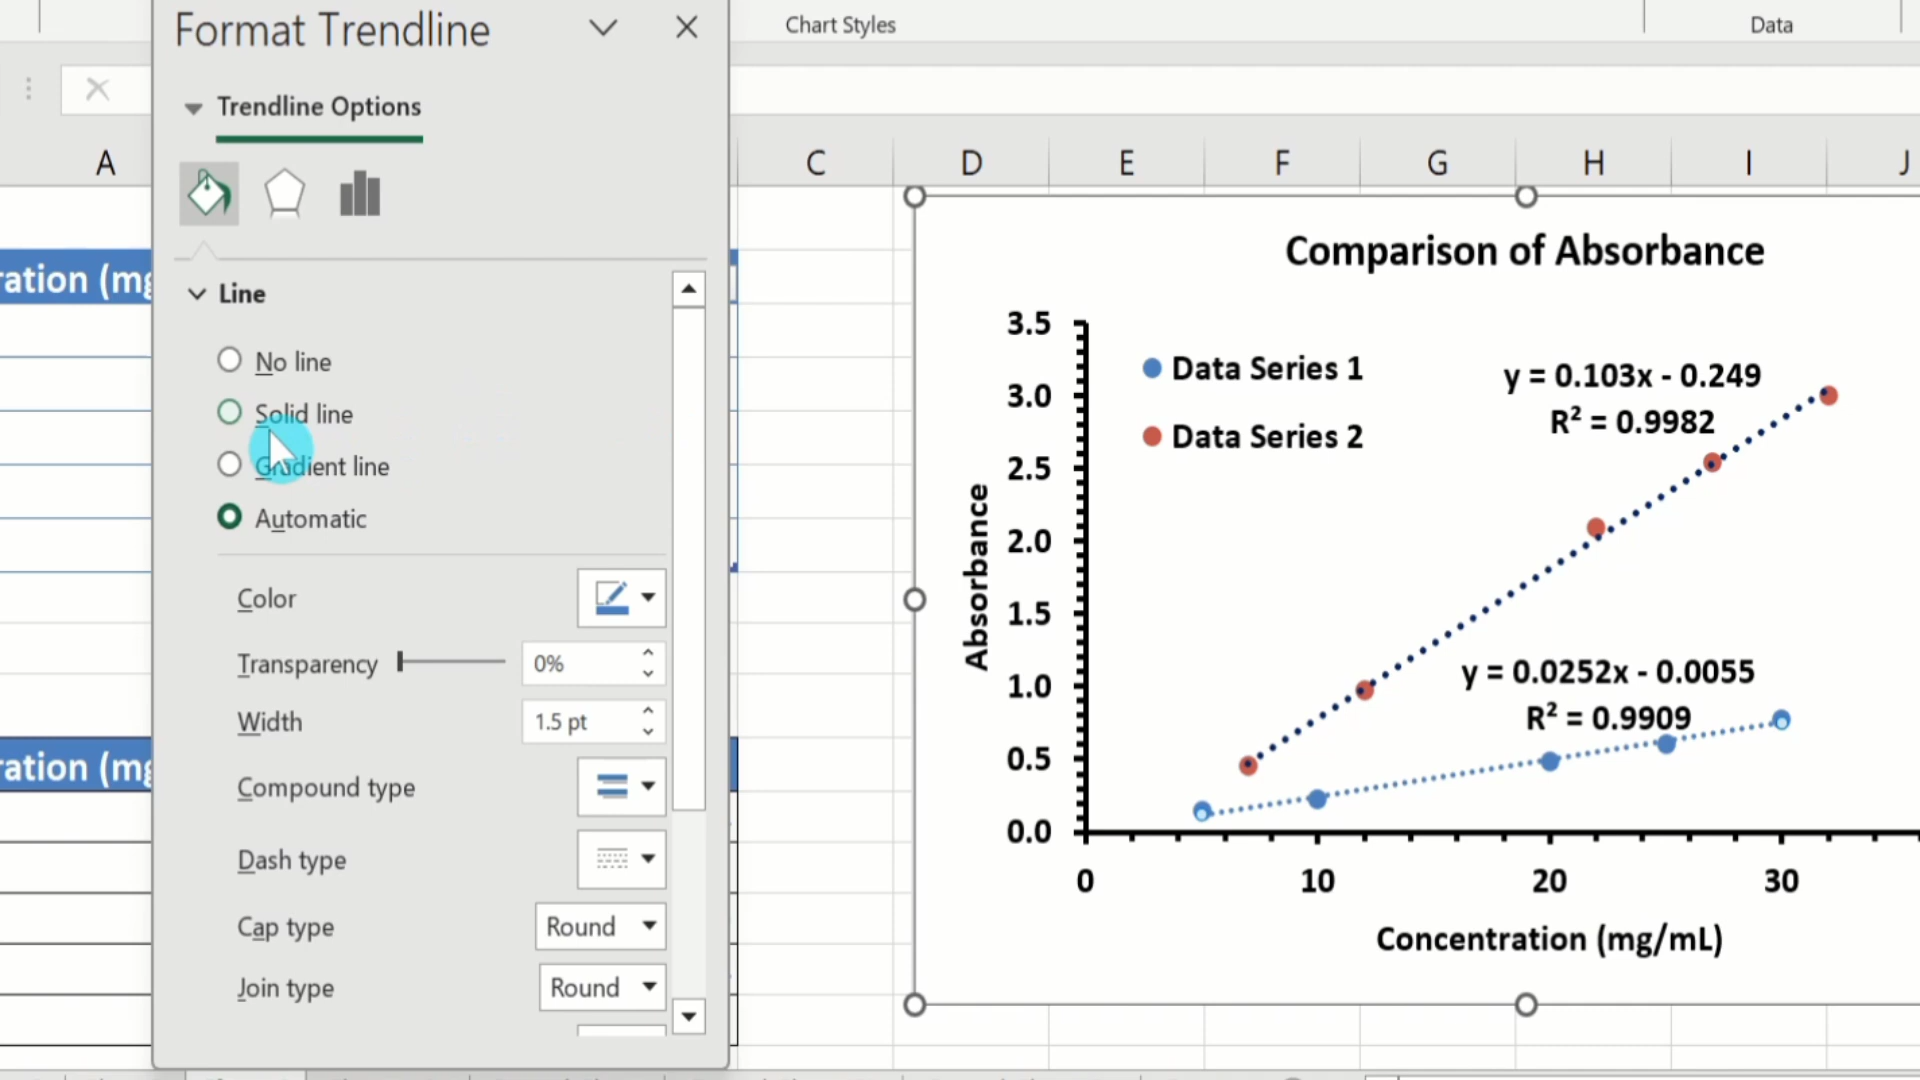 Format Trendline
Chart Styles
Data
Trendline Options
A
C
D
E
F
G
H
I
J
ration (mg
Line
No line
Solid line
Gradient line
Automatic
Color
Transparency
0%
Width
1.5 pt
Compound type
Dash type
Cap type
Round
Join type
Round
ration (mg
Comparison of Absorbance
3.5
3.0
2.5
2.0
1.5
1.0
0.5
0.0
Absorbance
Data Series 1
Data Series 2
y = 0.103x - 0.249
R² = 0.9982
y = 0.0252x - 0.0055
R² = 0.9909
0
10
20
30
Concentration (mg/mL)